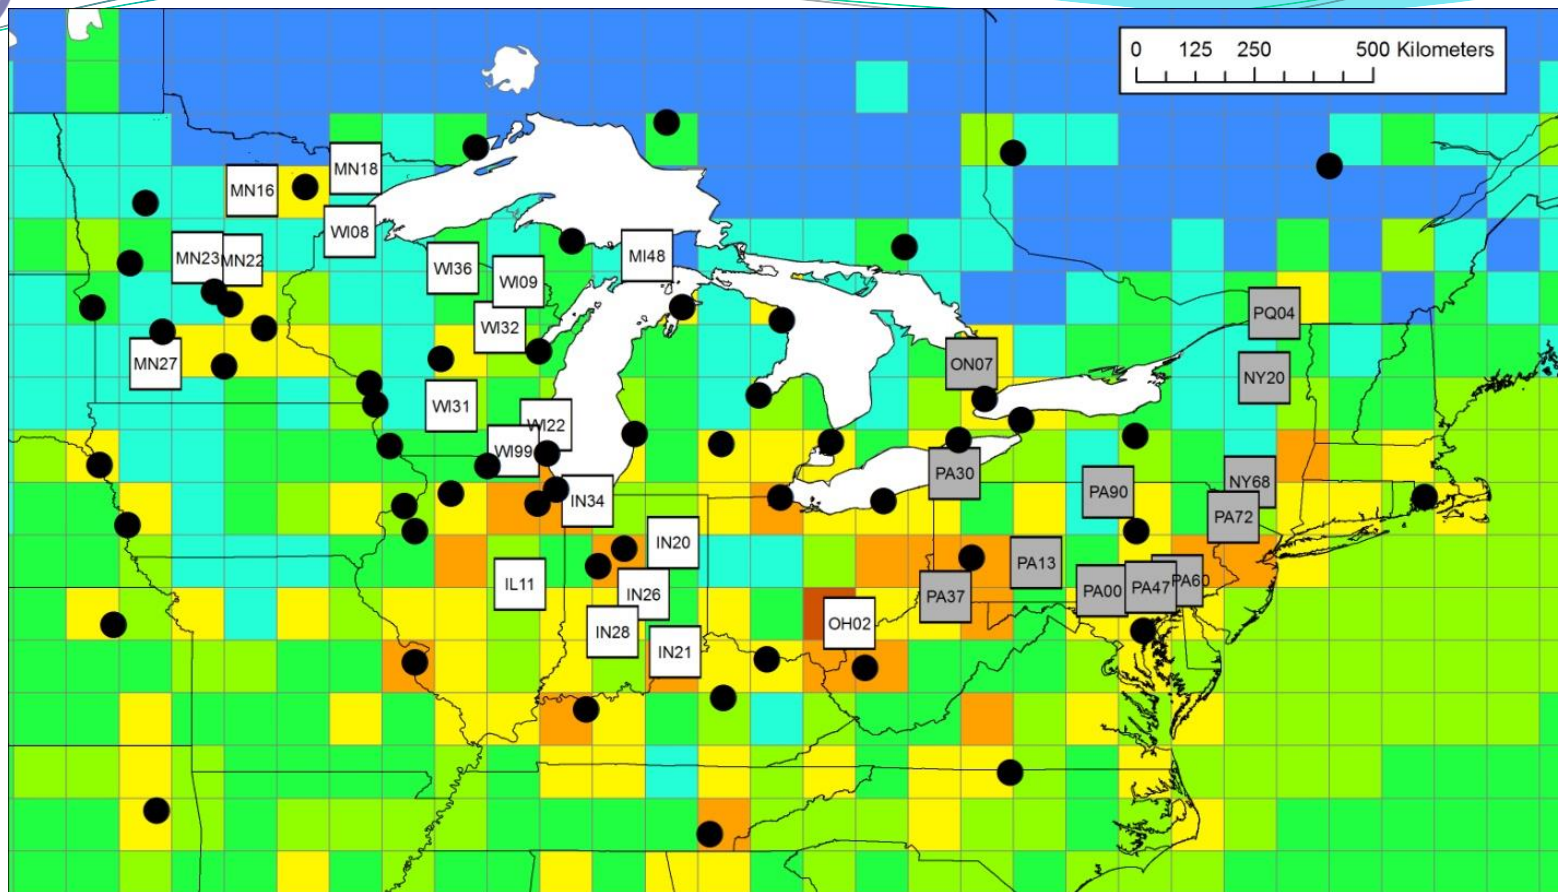 0 125 250 500 Kilometers
MN18
MN16
WI08
MN23
MN22
WI36
WI09
MI48
WI32
MN27
WI31
WI22
WI99
IN34
IN20
IL11
IN26
IN28
IN21
OH02
PQ04
ON07
NY20
PA30
PA90
NY68
PA72
PA13
PA37
PA00
PA47
PA60